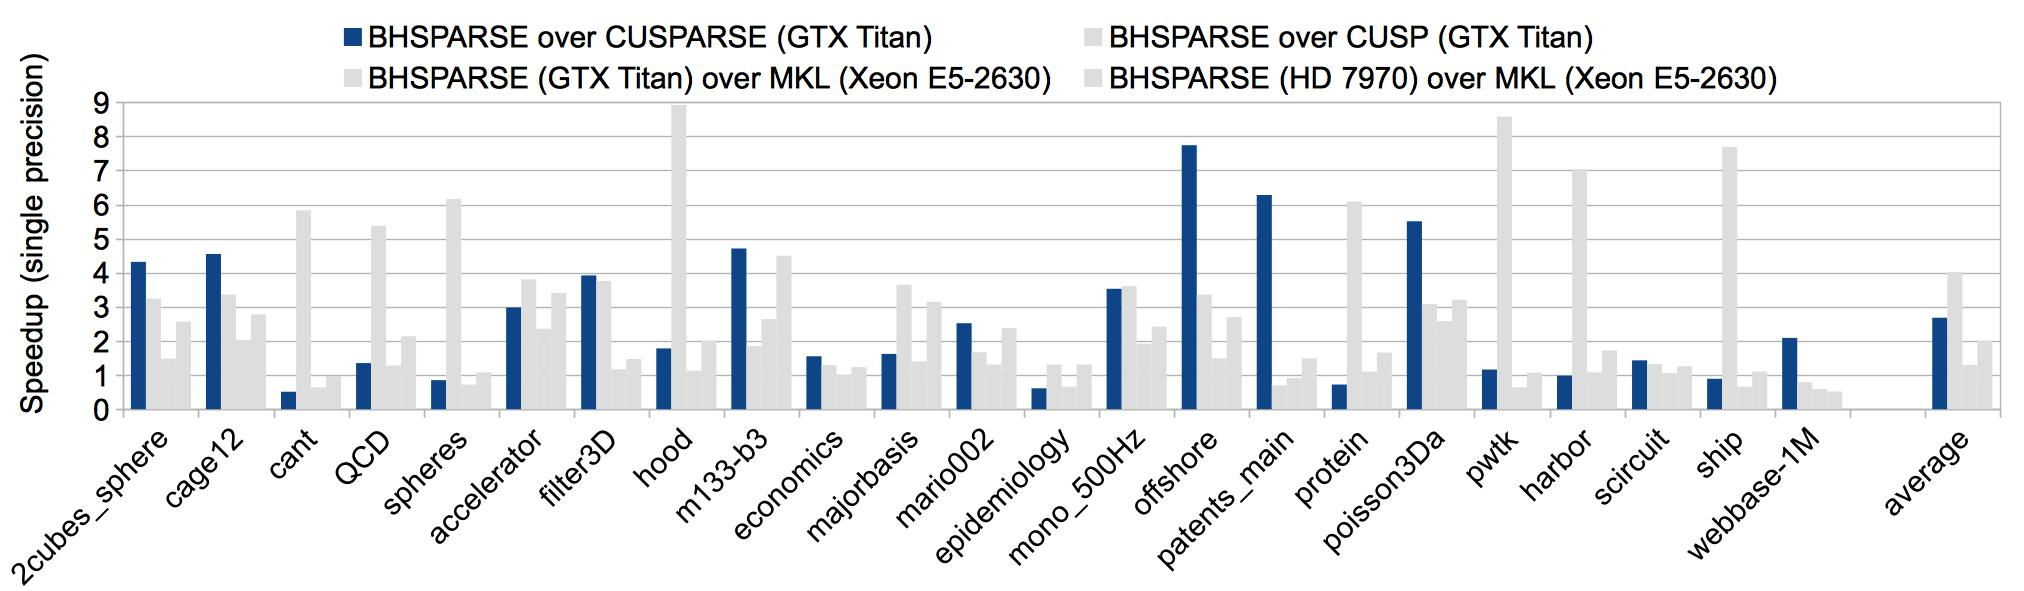 BHSPARSE over CUSPARSE (GTX Titan)
BHSPARSE over CUSP (GTX Titan)
BHSPARSE (GTX Titan) over MKL (Xeon E5-2630)
BHSPARSE (HD 7970) over MKL (Xeon E5-2630)
Speedup (single precision)
9
8
7
6
5
4
3
2
1
0
2cubes_sphere
cage12
cant
QCD
spheres
accelerator
filter3D
hood
m133-b3
economics
majorbasis
mario002
epidemiology
mono_500Hz
offshore
patents_main
protein
poisson3Da
pwtk
harbor
scircuit
ship
webbase-1M
average